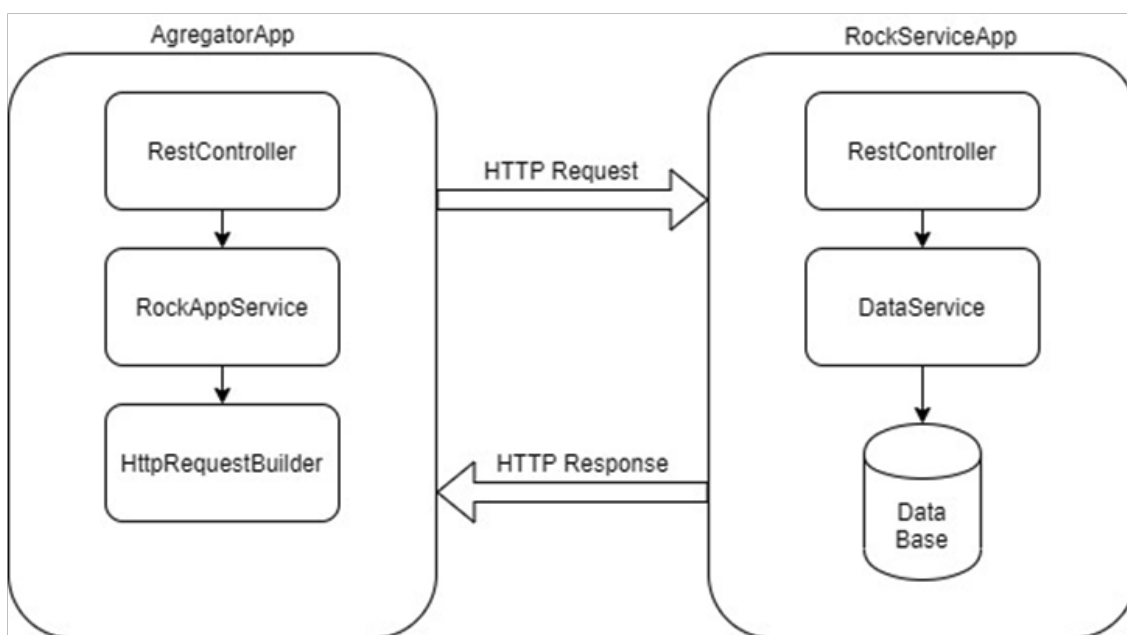 AgregatorApp
RestController
RockAppService
HttpRequestBuilder
HTTP Request
HTTP Response
RockServiceApp
RestController
DataService
Data
Base